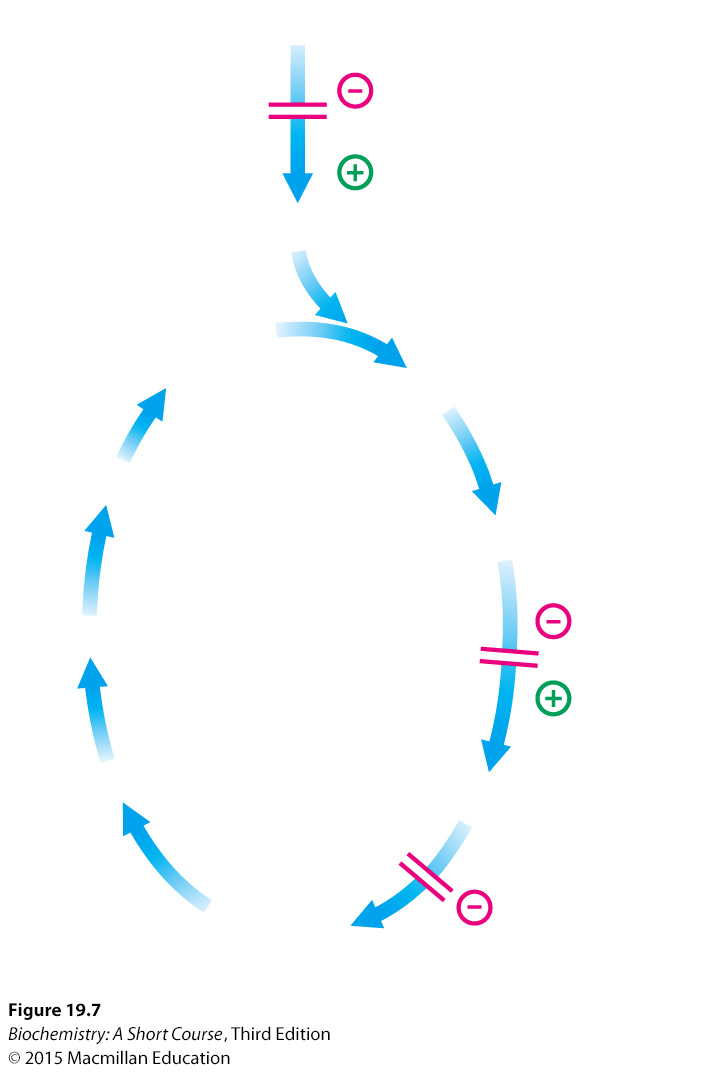 Figure 19.7
Biochemistry: A Short Course, Third Edition
© 2015 Macmillan Education